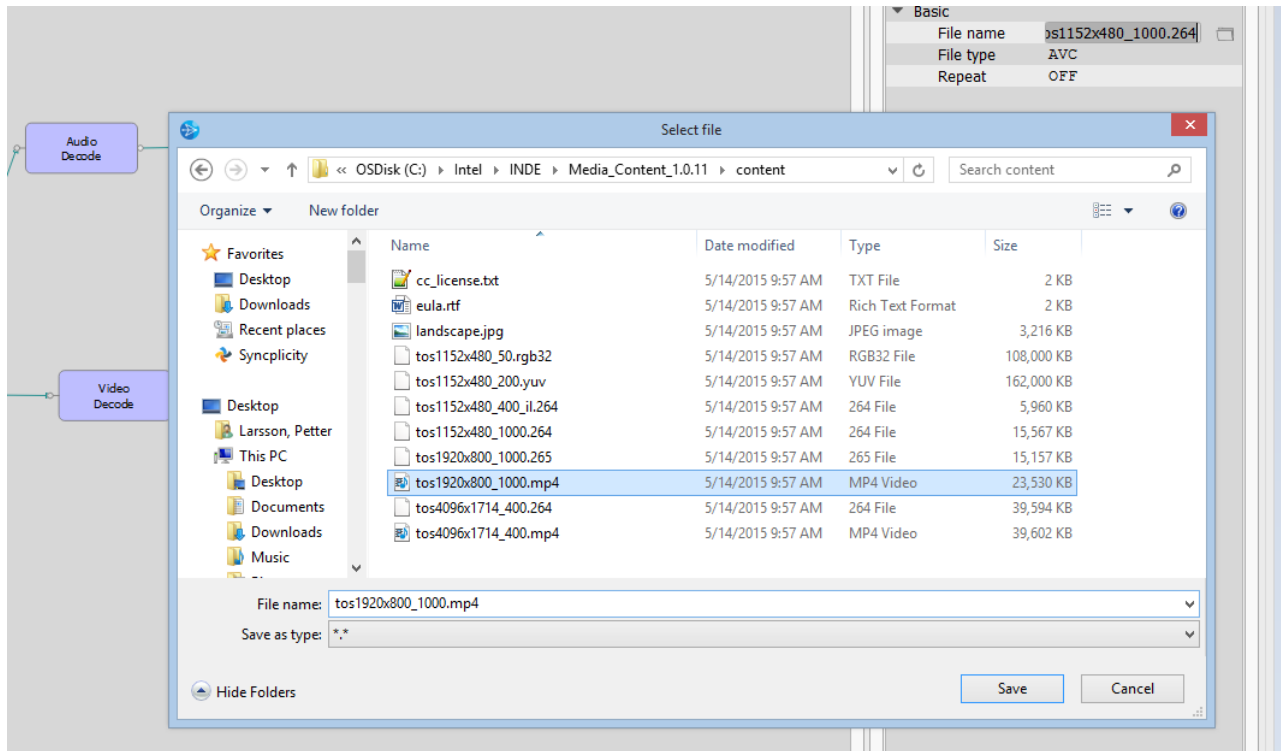 Basic
File name os1152x480_1000.264
File type AVC
Repeat OFF
Audio
Decode
Video
Decode
Select file
« OSDisk (C:) Intel INDE Media_Content_1.0.11 content
Search content
Organize New folder
Favorites
Desktop
Downloads
Recent places
Syncplicity
Desktop
Larsson, Petter
This PC
Desktop
Documents
Downloads
Music
Name Date modified Type Size
cc_license.txt 5/14/2015 9:57 AM TXT File 2 KB
eula.rtf 5/14/2015 9:57 AM Rich Text Format 2 KB
landscape.jpg 5/14/2015 9:57 AM JPEG image 3,216 KB
tos1152x480_50.rgb32 5/14/2015 9:57 AM RGB32 File 108,000 KB
tos1152x480_200.yuv 5/14/2015 9:57 AM YUV File 162,000 KB
tos1152x480_400_il.264 5/14/2015 9:57 AM 264 File 5,960 KB
tos1152x480_1000.264 5/14/2015 9:57 AM 264 File 15,567 KB
tos1920x800_1000.265 5/14/2015 9:57 AM 265 File 15,157 KB
tos1920x800_1000.mp4 5/14/2015 9:57 AM MP4 Video 23,530 KB
tos4096x1714_400.264 5/14/2015 9:57 AM 264 File 39,594 KB
tos4096x1714_400.mp4 5/14/2015 9:57 AM MP4 Video 39,602 KB
File name: tos1920x800_1000.mp4
Save as type: *.*
Hide Folders
Save
Cancel